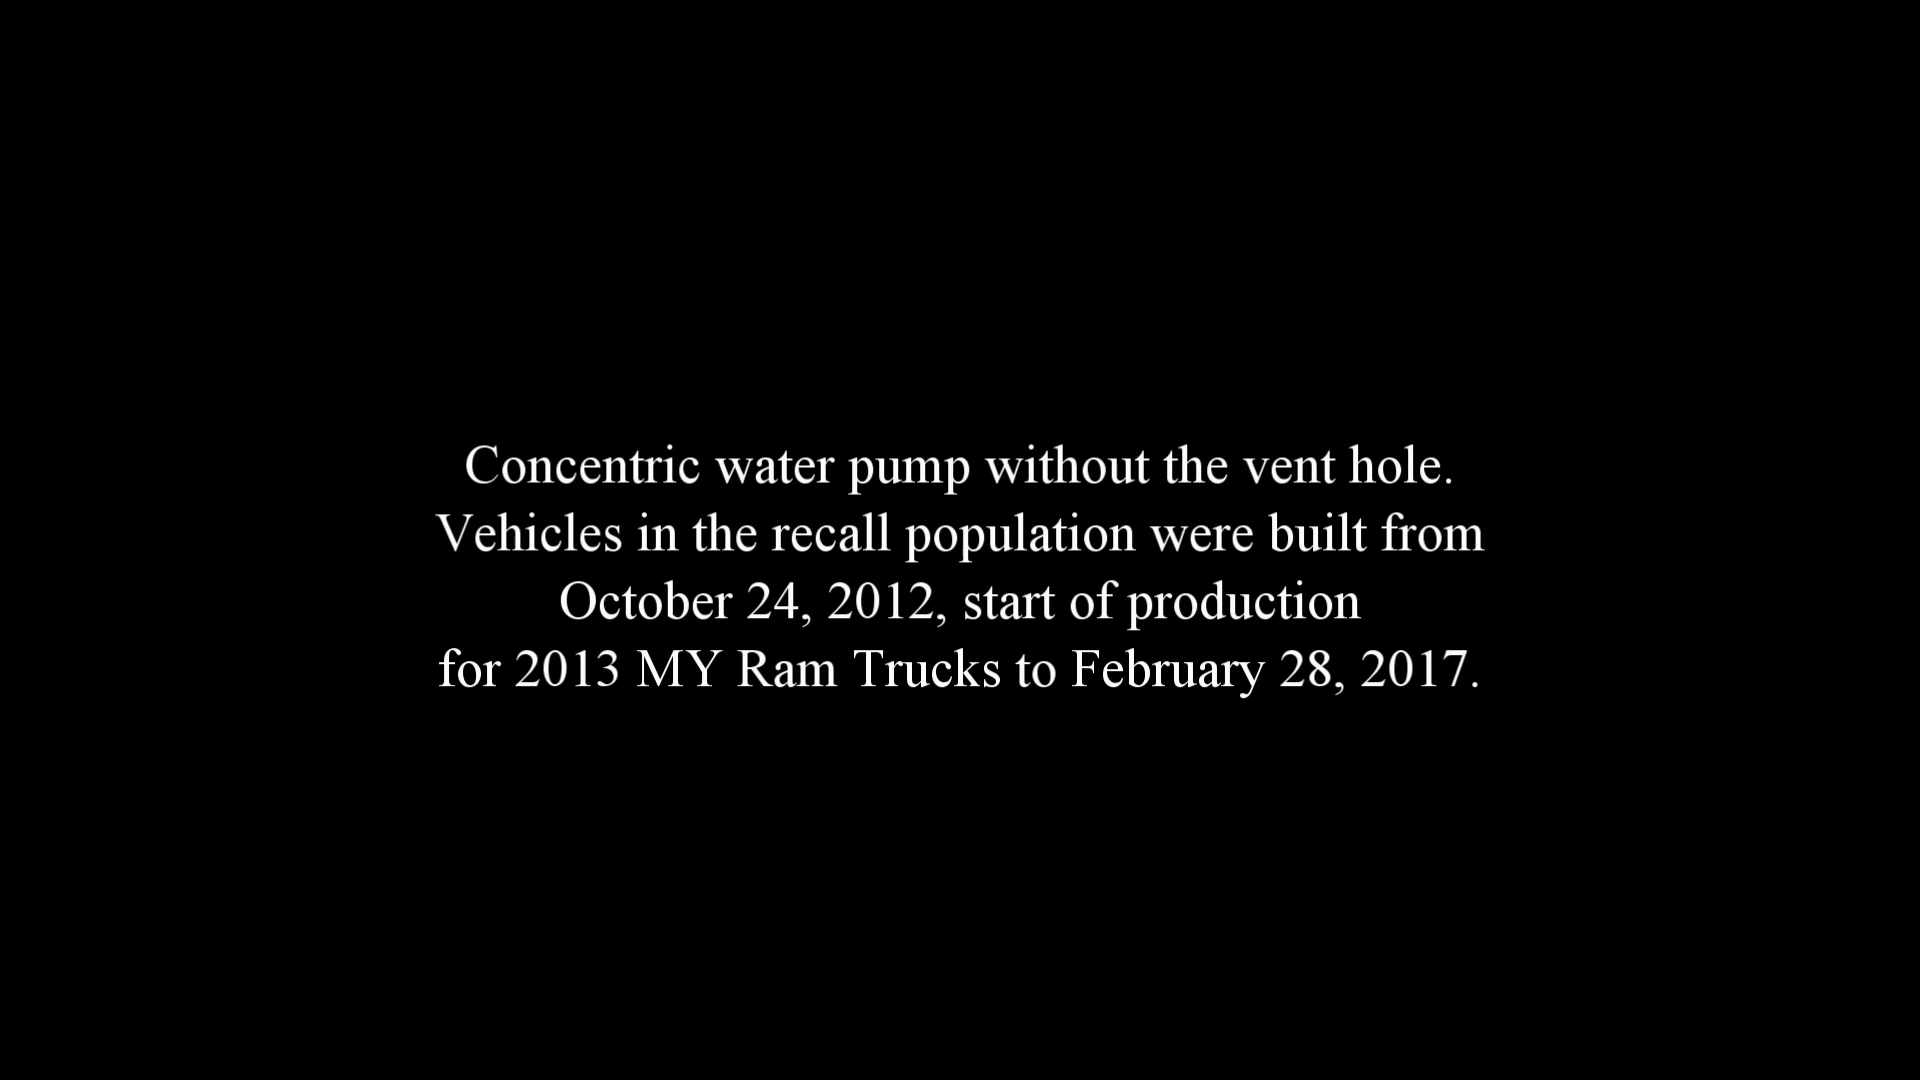 Concentric water pump without the vent hole.
Vehicles in the recall population were built from
October 24, 2012, start of production
for 2013 MY Ram Trucks to February 28, 2017.